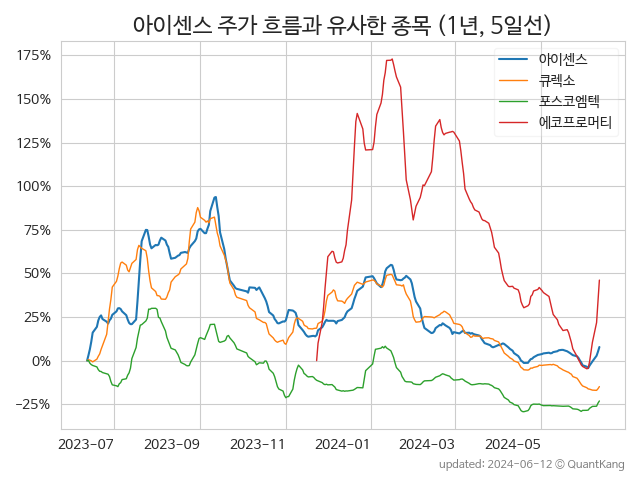 아이센스 주가 흐름과 유사한 종목 (1년, 5일선)
175%
150%
125%
100%
75%
50%
25%
0%
−25%
아이센스
큐렉소
포스코엠텍
에코프로머티
2023-07 2023-09 2023-11 2024-01 2024-03 2024-05
updated: 2024-06-12 © QuantKang